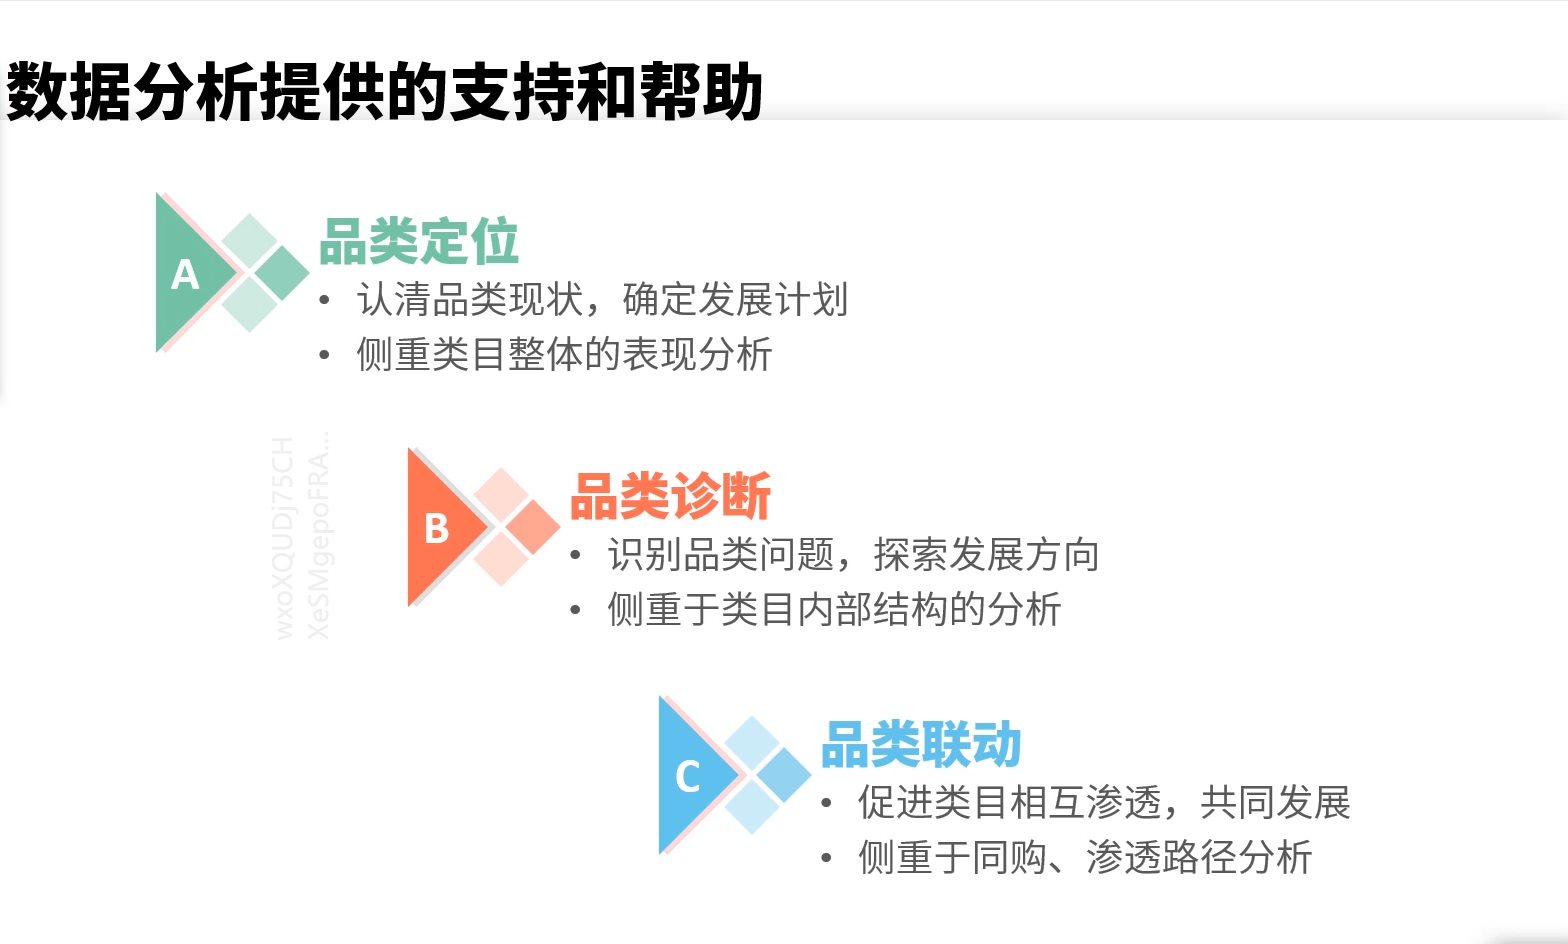 数据分析提供的支持和帮助
A
品类定位
• 认清品类现状，确定发展计划
• 侧重类目整体的表现分析
wxoXQUDj75CH
XeSMgepoFRA...
B
品类诊断
• 识别品类问题，探索发展方向
• 侧重于类目内部结构的分析
C
品类联动
• 促进类目相互渗透，共同发展
• 侧重于同购、渗透路径分析